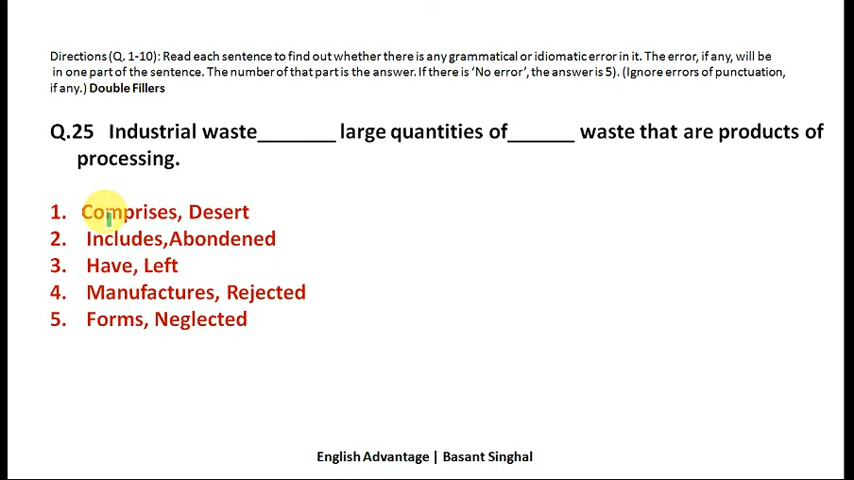 Directions (Q. 1-10): Read each sentence to find out whether there is any grammatical or idiomatic error in it. The error, if any, will be
in one part of the sentence. The number of that part is the answer. If there is 'No error', the answer is 5). (Ignore errors of punctuation,
if any.) Double Fillers
Q.25 Industrial waste_______ large quantities of______ waste that are products of
processing.
1. Comprises, Desert
2. Includes,Abondened
3. Have, Left
4. Manufactures, Rejected
5. Forms, Neglected
English Advantage | Basant Singhal